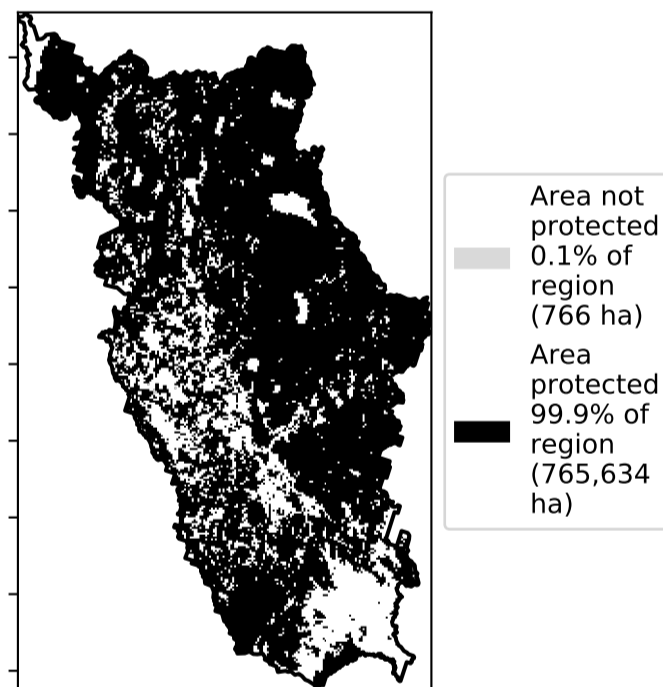 Area not
protected
0.1% of
region
(766 ha)
Area
protected
99.9% of
region
(765,634
ha)